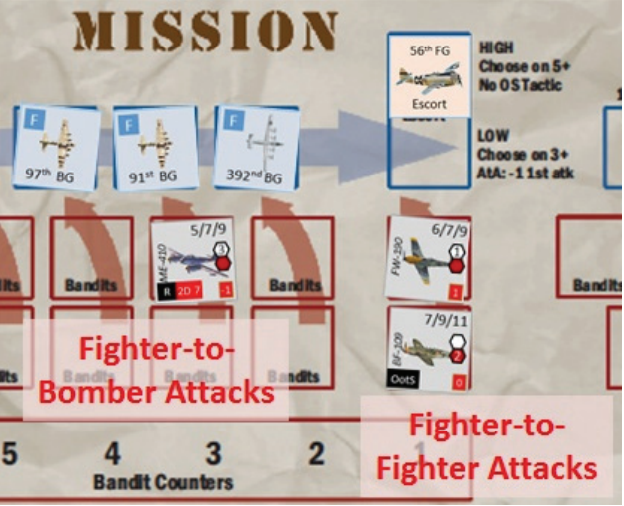 MISSION
56th FG
Escort
HIGH
Choose on 5+
No OS Tactic
LOW
Choose on 3+
AtA: -1 1st atk
F
97th BG
F
91st BG
F
392nd BG
Bandits
5/7/9
ME-410
3
R 2D 7 -1
Bandits
6/7/9
FW-190
1
1
Bandits
7/9/11
BF-109
2
OotS 0
Fighter-to-
Bomber Attacks
Bandits
Fighter-to-
Fighter Attacks
5 4 3 2 1
Bandit Counters